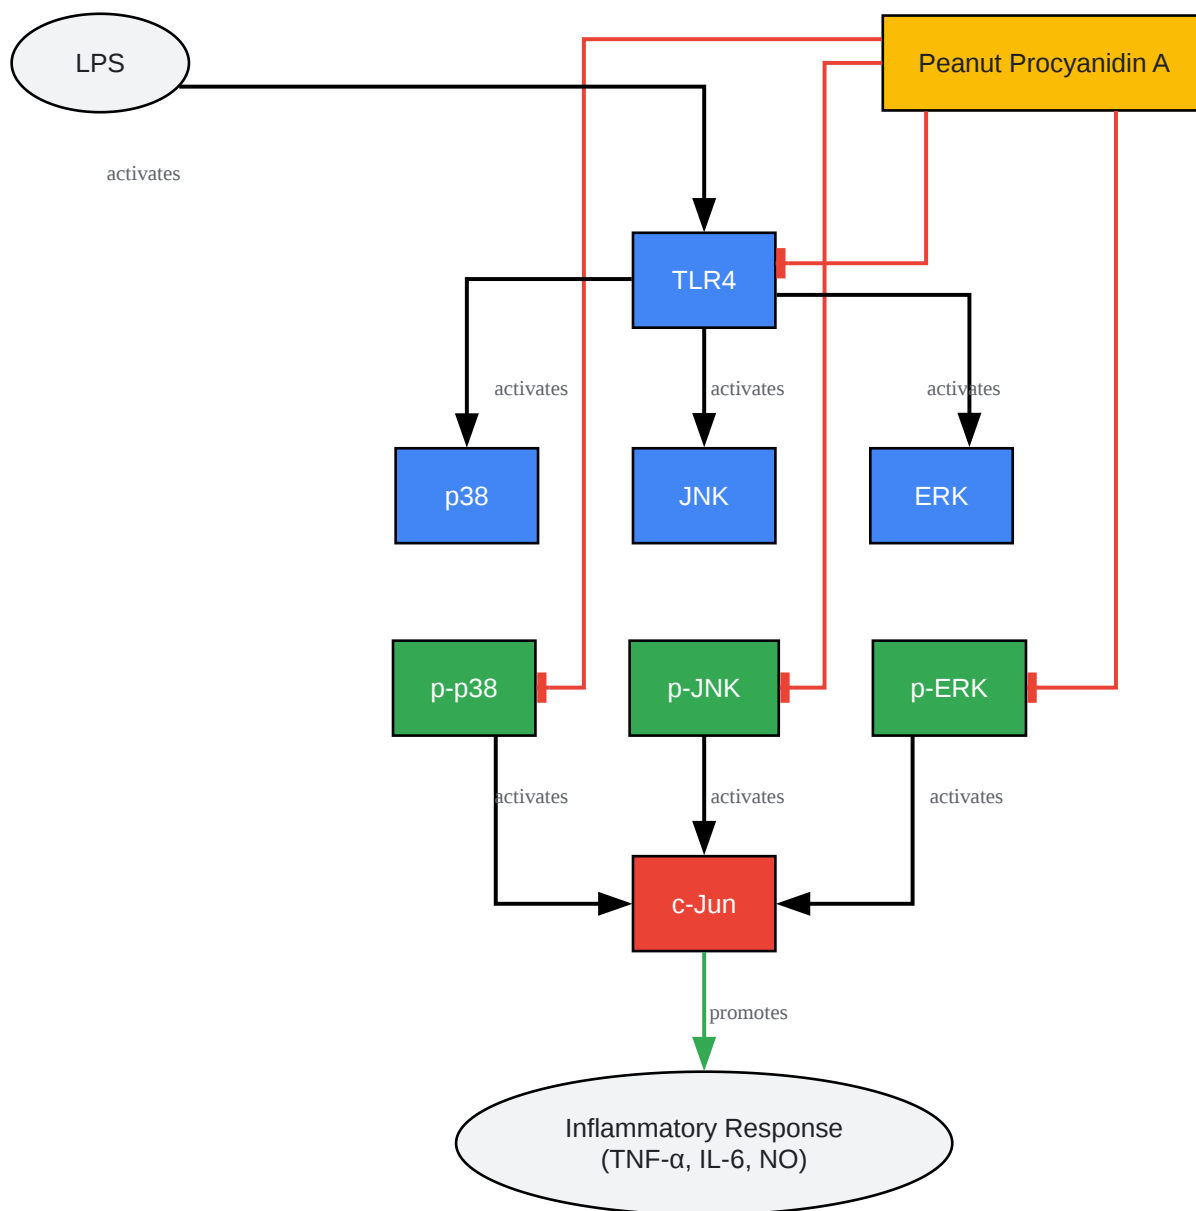 LPS
Peanut Procyanidin A
activates
TLR4
activates
activates
activates
p38
JNK
ERK
p-p38
p-JNK
p-ERK
activates
activates
activates
c-Jun
promotes
Inflammatory Response
(TNF-α, IL-6, NO)